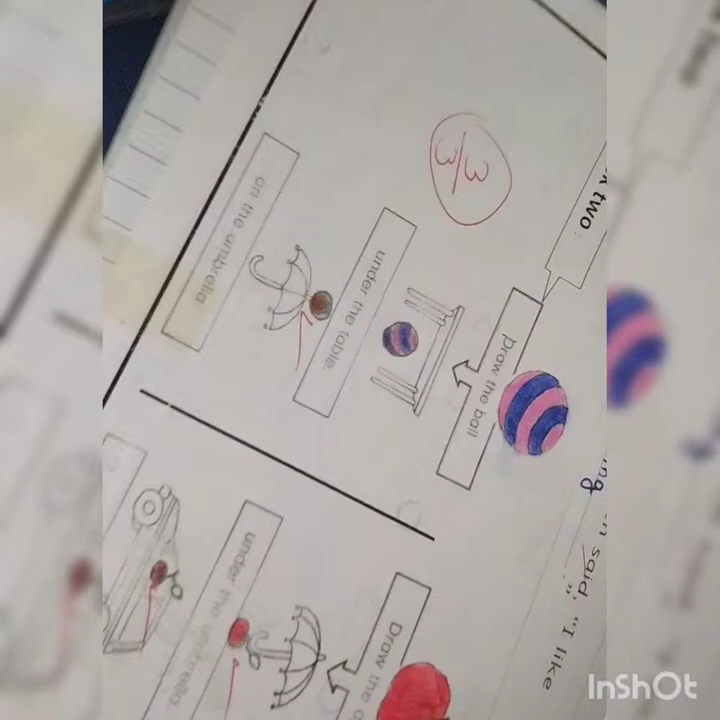 two:
Draw the ball
under the table.
on the umbrella
3/3
Draw the
under the umbrella.
said, "I like
InShOt